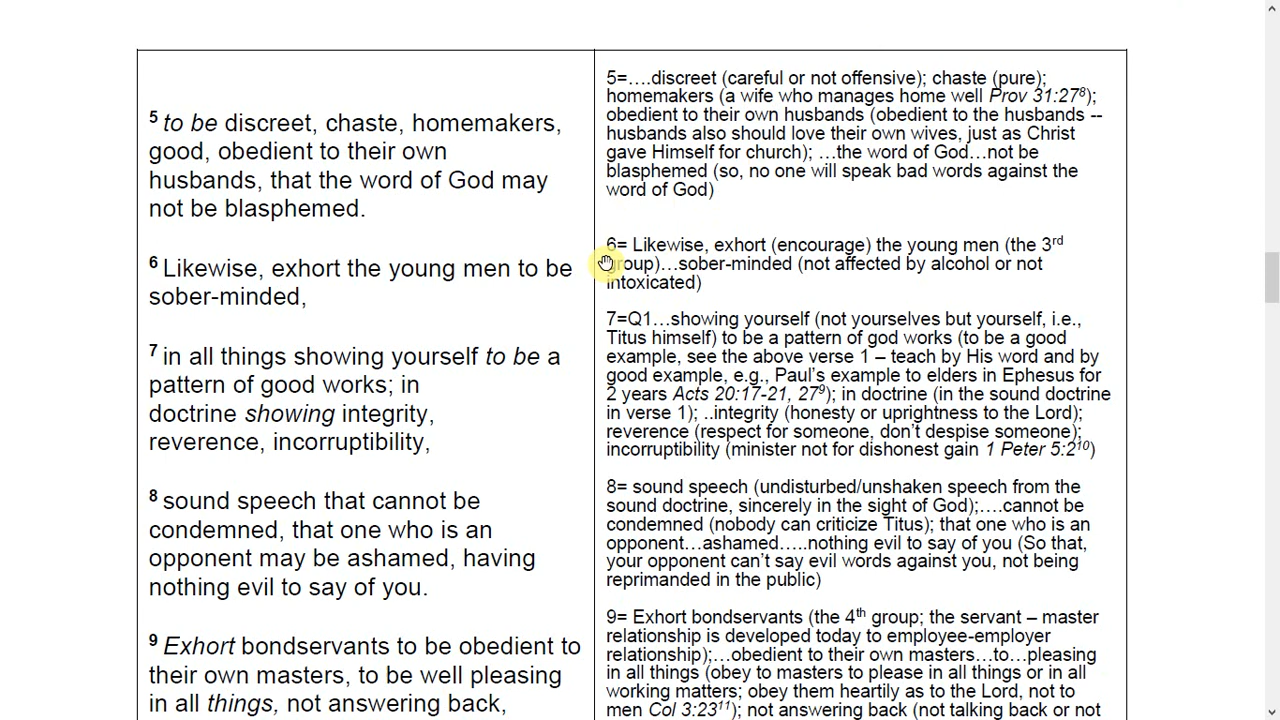 5 to be discreet, chaste, homemakers,
good, obedient to their own
husbands, that the word of God may
not be blasphemed.
6 Likewise, exhort the young men to be
sober-minded,
7 in all things showing yourself to be a
pattern of good works; in
doctrine showing integrity,
reverence, incorruptibility,
8 sound speech that cannot be
condemned, that one who is an
opponent may be ashamed, having
nothing evil to say of you.
9 Exhort bondservants to be obedient to
their own masters, to be well pleasing
in all things, not answering back,
5=….discreet (careful or not offensive); chaste (pure);
homemakers (a wife who manages home well Prov 31:27⁸);
obedient to their own husbands (obedient to the husbands --
husbands also should love their own wives, just as Christ
gave Himself for church); …the word of God…not be
blasphemed (so, no one will speak bad words against the
word of God)
6= Likewise, exhort (encourage) the young men (the 3rd
group)…sober-minded (not affected by alcohol or not
intoxicated)
7=Q1…showing yourself (not yourselves but yourself, i.e.,
Titus himself) to be a pattern of god works (to be a good
example, see the above verse 1 – teach by His word and by
good example, e.g., Paul's example to elders in Ephesus for
2 years Acts 20:17-21, 27⁹); in doctrine (in the sound doctrine
in verse 1); ..integrity (honesty or uprightness to the Lord);
reverence (respect for someone, don't despise someone);
incorruptibility (minister not for dishonest gain 1 Peter 5:2¹⁰)
8= sound speech (undisturbed/unshaken speech from the
sound doctrine, sincerely in the sight of God);….cannot be
condemned (nobody can criticize Titus); that one who is an
opponent…ashamed…..nothing evil to say of you (So that,
your opponent can't say evil words against you, not being
reprimanded in the public)
9= Exhort bondservants (the 4th group; the servant – master
relationship is developed today to employee-employer
relationship);…obedient to their own masters…to…pleasing
in all things (obey to masters to please in all things or in all
working matters; obey them heartily as to the Lord, not to
men Col 3:23¹¹); not answering back (not talking back or not